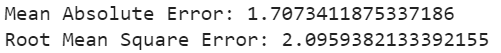 Mean Absolute Error: 1.7073411875337186
Root Mean Square Error: 2.0959382133392155